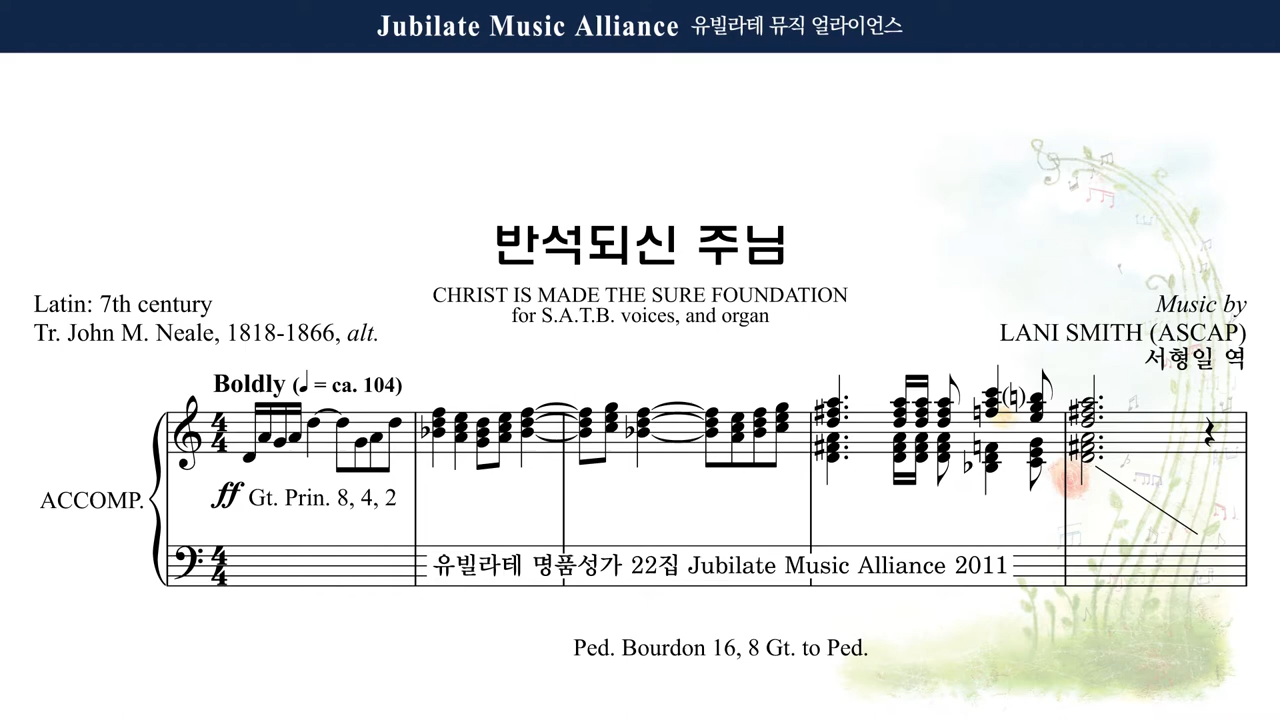 Jubilate Music Alliance 유빌라테 뮤직 얼라이언스
반석되신 주님
CHRIST IS MADE THE SURE FOUNDATION
for S.A.T.B. voices, and organ
Latin: 7th century
Tr. John M. Neale, 1818-1866, alt.
Music by
LANI SMITH (ASCAP)
서형일 역
Boldly (♩ = ca. 104)
ff Gt. Prin. 8, 4, 2
ACCOMP.
유빌라테 명품성가 22집 Jubilate Music Alliance 2011
Ped. Bourdon 16, 8 Gt. to Ped.